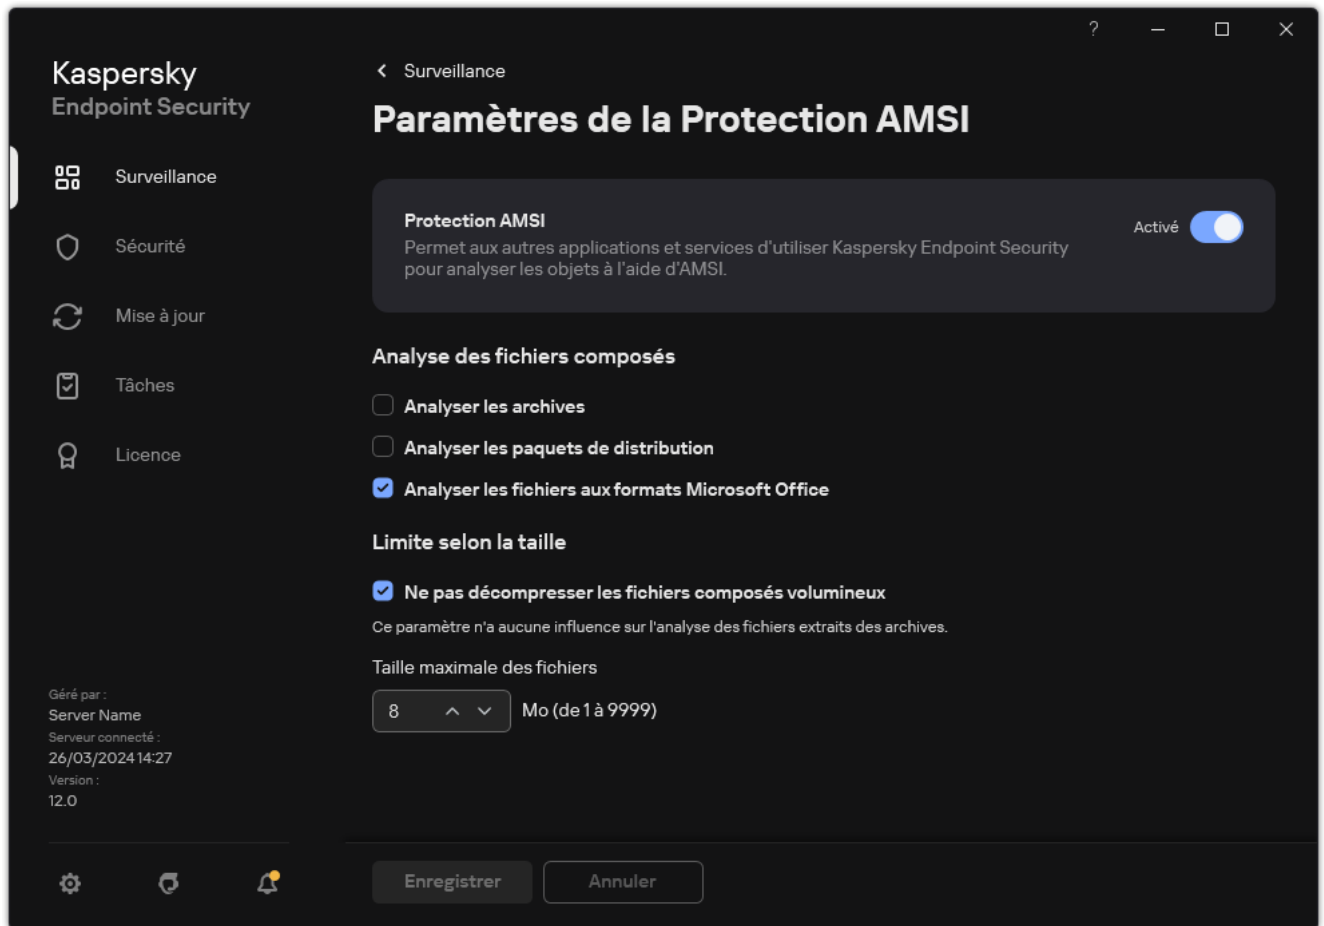 ?
Kaspersky
Endpoint Security
Surveillance
Sécurité
Mise à jour
Tâches
Licence
Géré par :
Server Name
Serveur connecté :
26/03/2024 14:27
Version :
12.0
Surveillance
Paramètres de la Protection AMSI
Protection AMSI
Permet aux autres applications et services d'utiliser Kaspersky Endpoint Security
pour analyser les objets à l'aide d'AMSI.
Activé
Analyse des fichiers composés
Analyser les archives
Analyser les paquets de distribution
Analyser les fichiers aux formats Microsoft Office
Limite selon la taille
Ne pas décompresser les fichiers composés volumineux
Ce paramètre n'a aucune influence sur l'analyse des fichiers extraits des archives.
Taille maximale des fichiers
8 Mo (de 1 à 9999)
Enregistrer Annuler